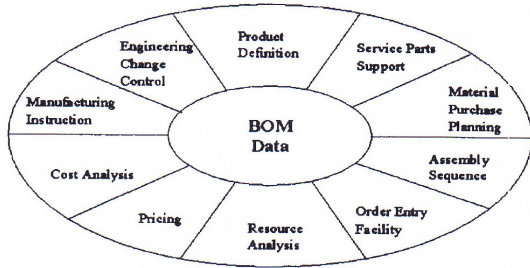 Product
Definition
Service Parts
Support
Material
Purchase
Planning
Assembly
Sequence
Order Entry
Facility
Resource
Analysis
Pricing
Cost Analysis
Manufacturing
Instruction
Engineering
Change
Control
BOM
Data